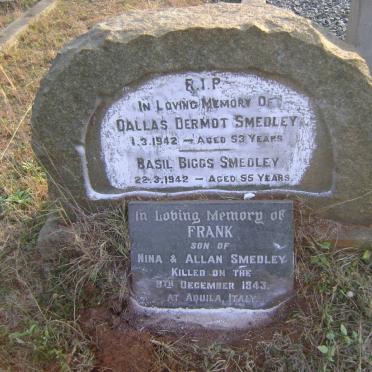 R.I.P.
IN LOVING MEMORY OF
DALLAS DERMOT SMEDLEY
1.3.1942 – AGED 53 YEARS
BASIL BIGGS SMEDLEY
22.3.1942 – AGED 55 YEARS
In Loving Memory of
FRANK
SON OF
NINA & ALLAN SMEDLEY
KILLED ON THE
8TH DECEMBER 1943.
AT AQUILA, ITALY.